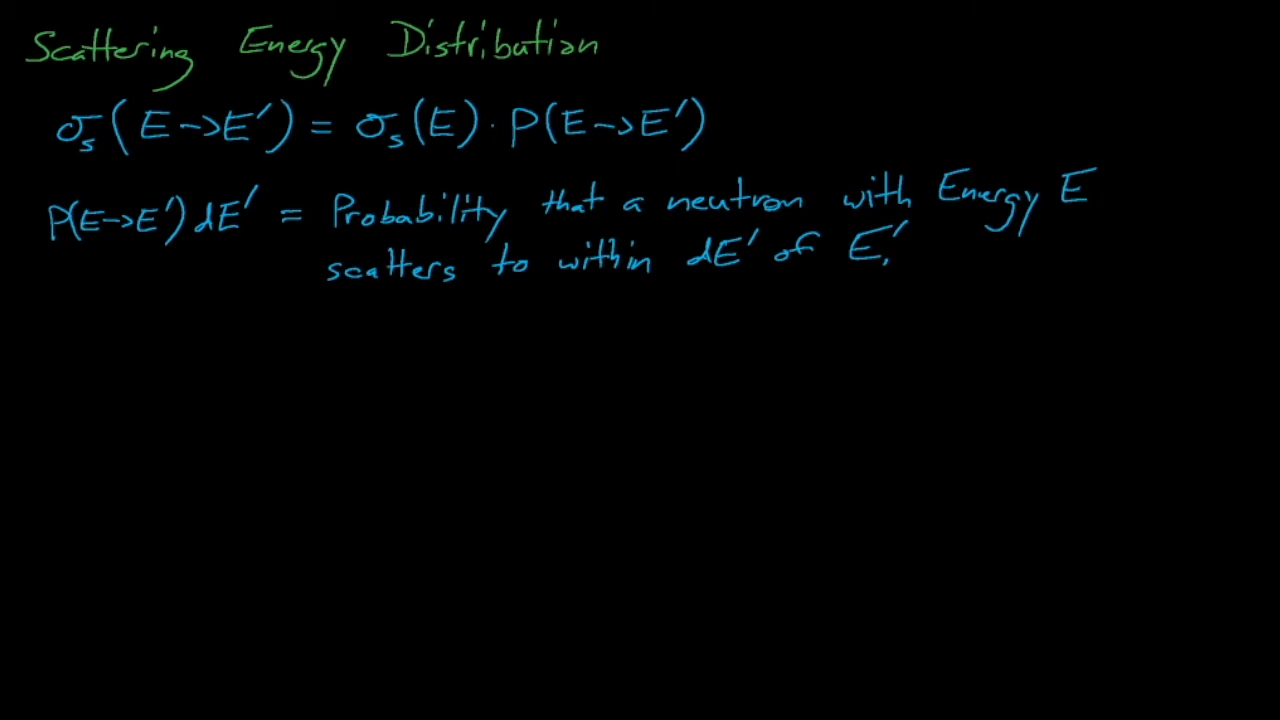 Scattering Energy Distribution
σₛ(E→E') = σₛ(E)·P(E→E')
P(E→E')dE' = Probability that a neutron with Energy E
scatters to within dE' of E'.